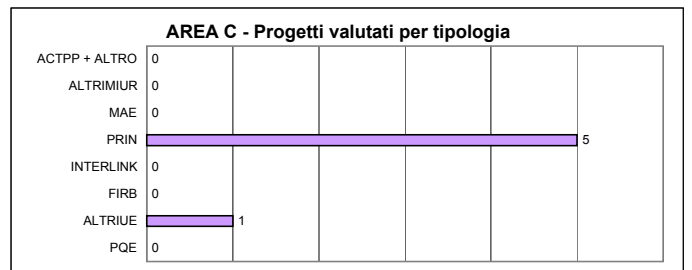 AREA C - Progetti valutati per tipologia
ACTPP + ALTRO 0
ALTRIMIUR 0
MAE 0
PRIN 5
INTERLINK 0
FIRB 0
ALTRIUE 1
PQE 0